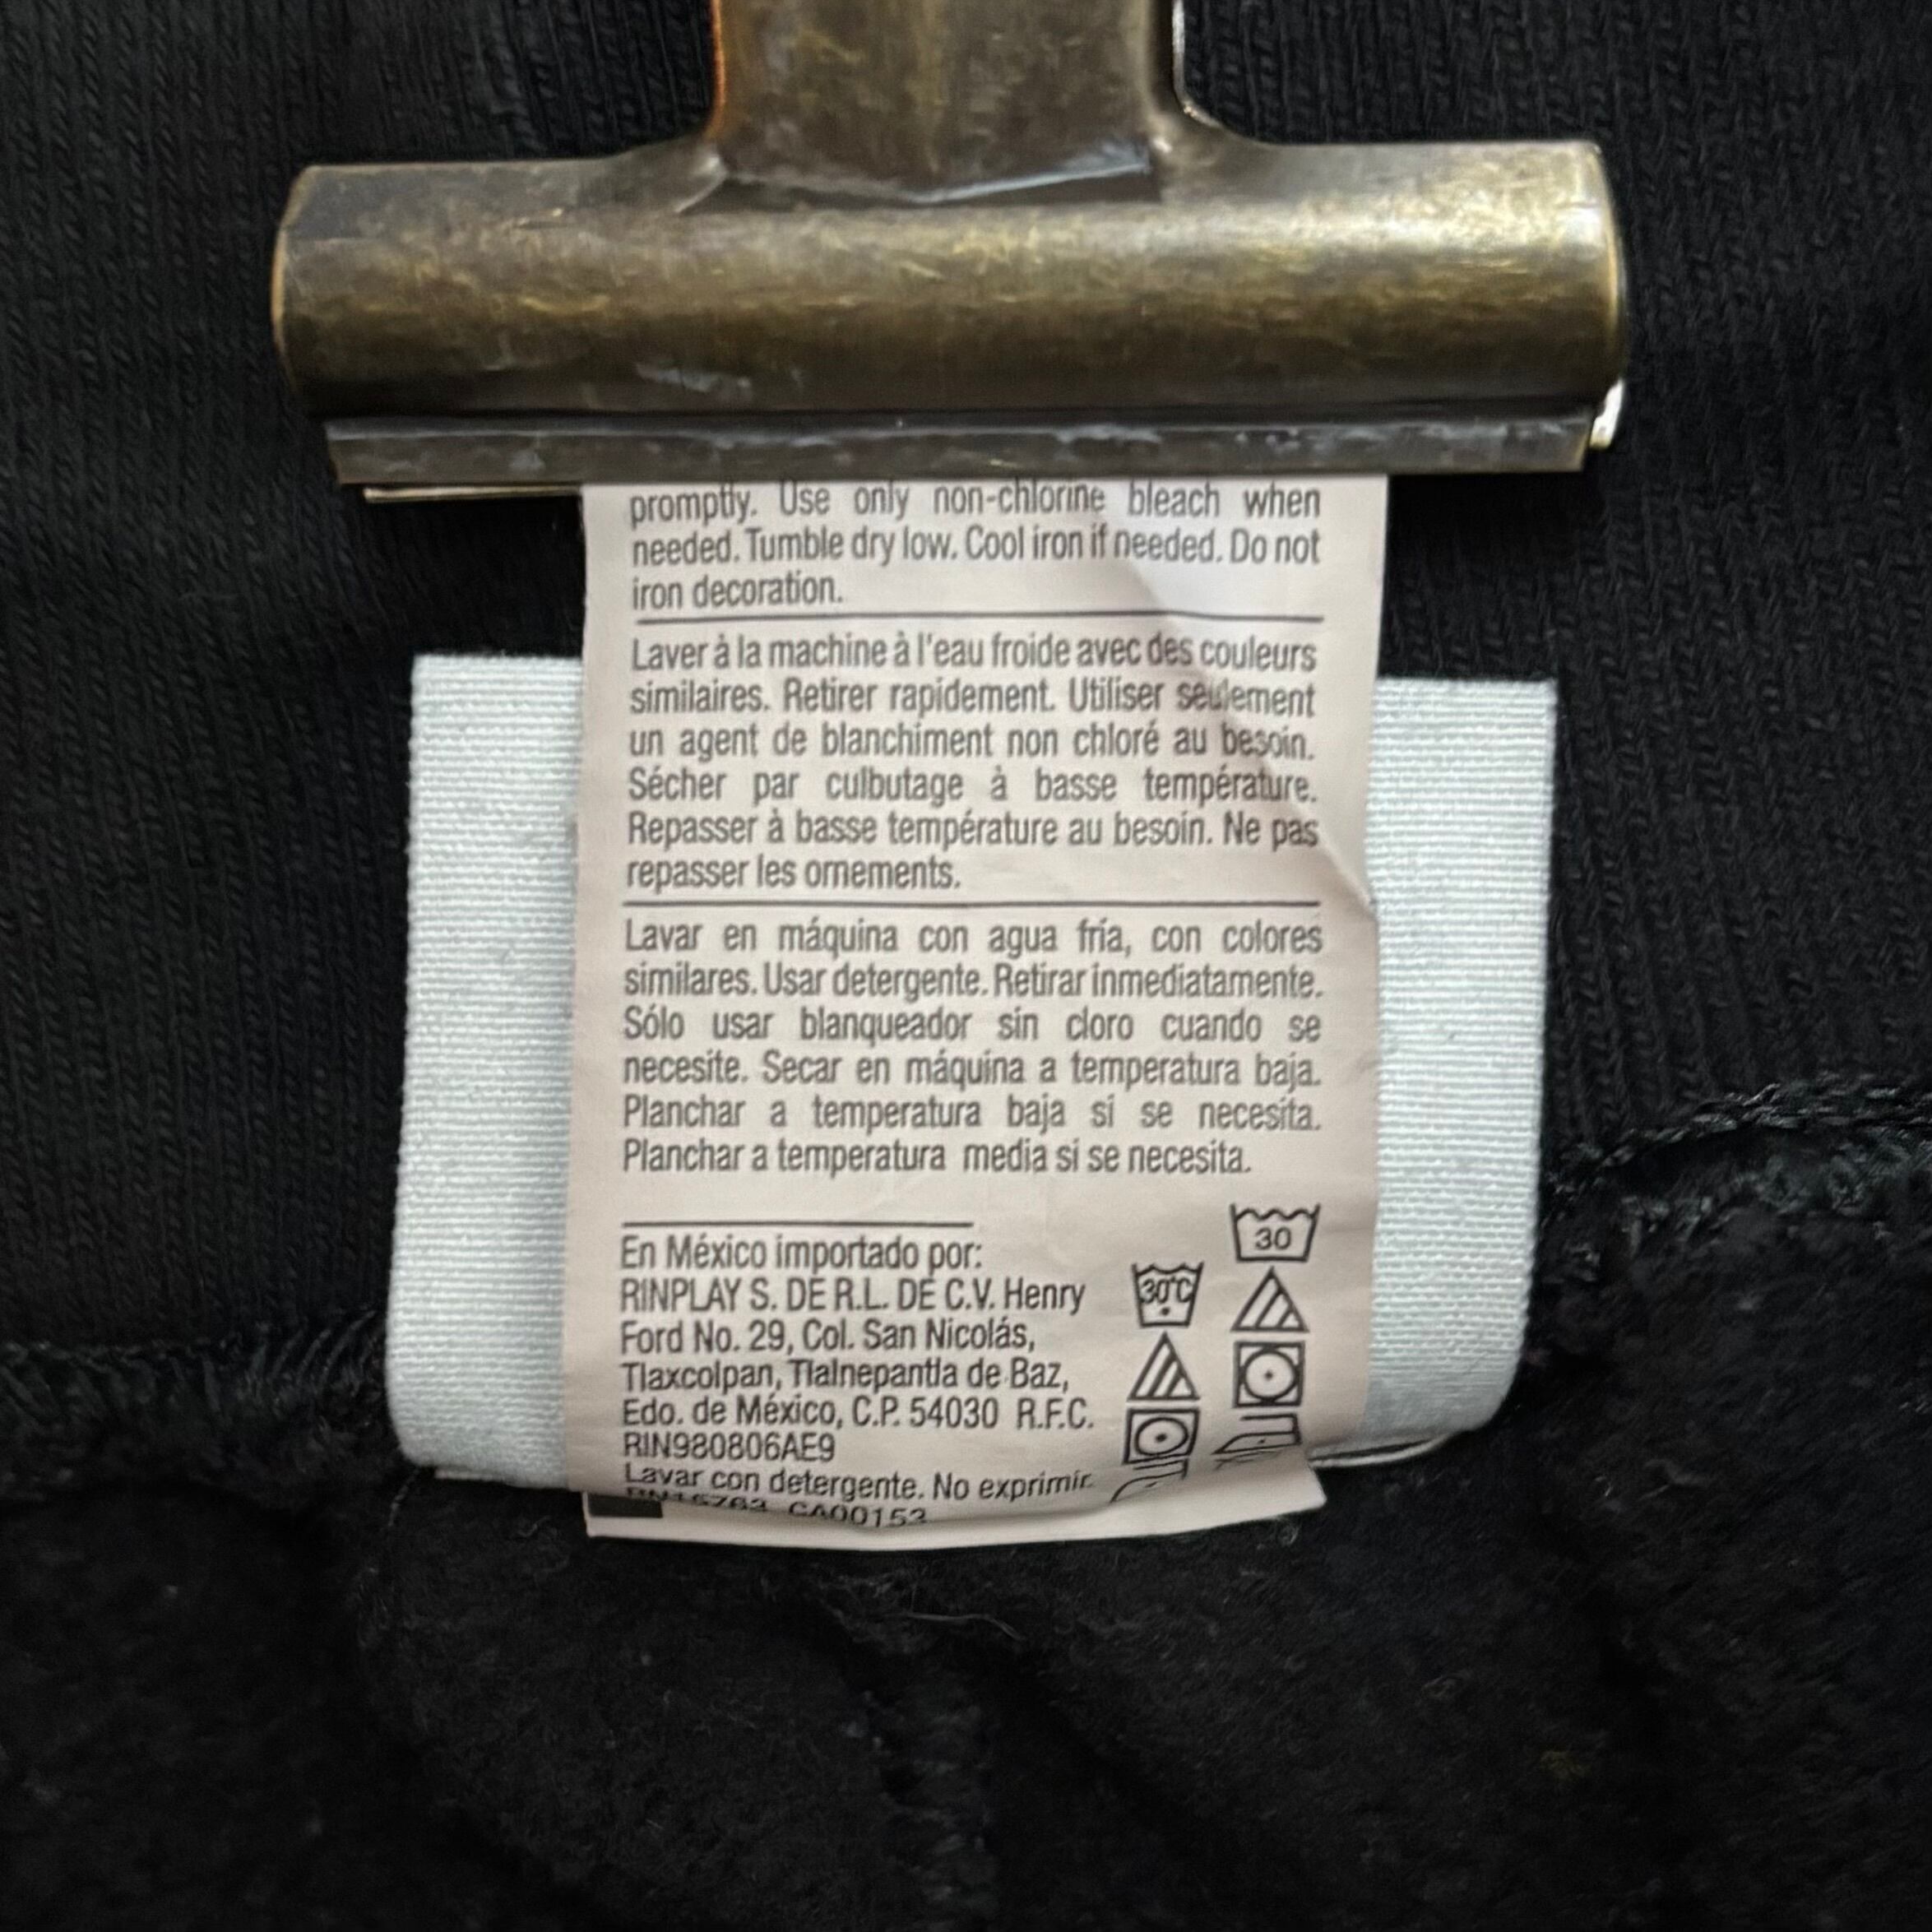 promptly. Use only non-chlorine bleach when
needed. Tumble dry low. Cool iron if needed. Do not
iron decoration.
Laver à la machine à l'eau froide avec des couleurs
similaires. Retirer rapidement. Utiliser seulement
un agent de blanchiment non chloré au besoin.
Sécher par culbutage à basse température.
Repasser à basse température au besoin. Ne pas
repasser les ornements.
Lavar en máquina con agua fría, con colores
similares. Usar detergente. Retirar inmediatamente.
Sólo usar blanqueador sin cloro cuando se
necesite. Secar en máquina a temperatura baja.
Planchar a temperatura baja si se necesita.
Planchar a temperatura media si se necesita.
30
En México importado por:
30°C
RINPLAY S. DE R.L. DE C.V. Henry
Ford No. 29, Col. San Nicolás,
Tlaxcolpan, Tlalnepantla de Baz,
Edo. de México, C.P. 54030 R.F.C.
RIN980806AE9
Lavar con detergente. No exprimir.
CA00153